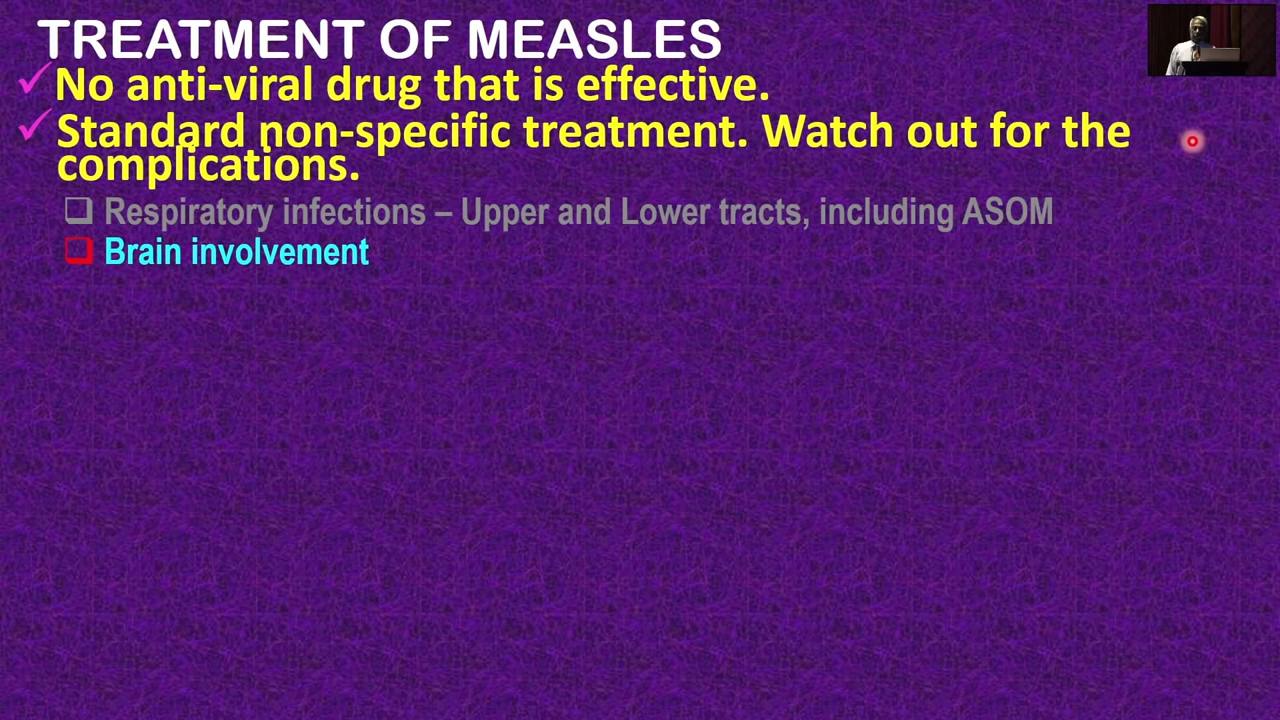 TREATMENT OF MEASLES
No anti-viral drug that is effective.
Standard non-specific treatment. Watch out for the
complications.
Respiratory infections – Upper and Lower tracts, including ASOM
Brain involvement